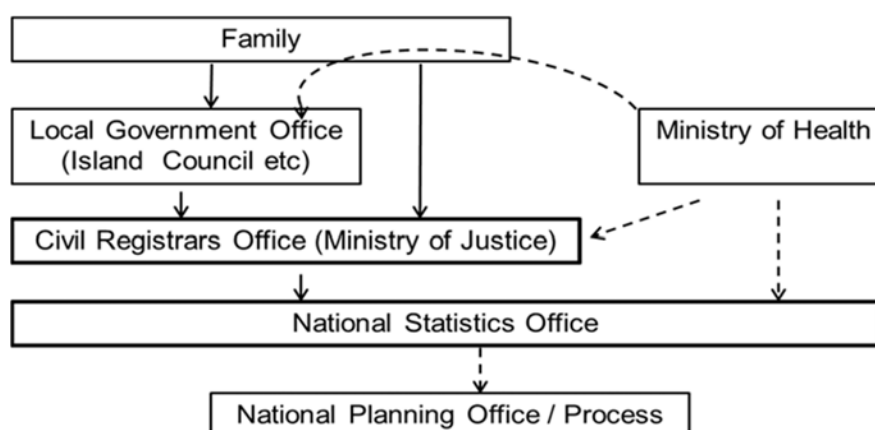 Family
Local Government Office
(Island Council etc)
Ministry of Health
Civil Registrars Office (Ministry of Justice)
National Statistics Office
National Planning Office / Process